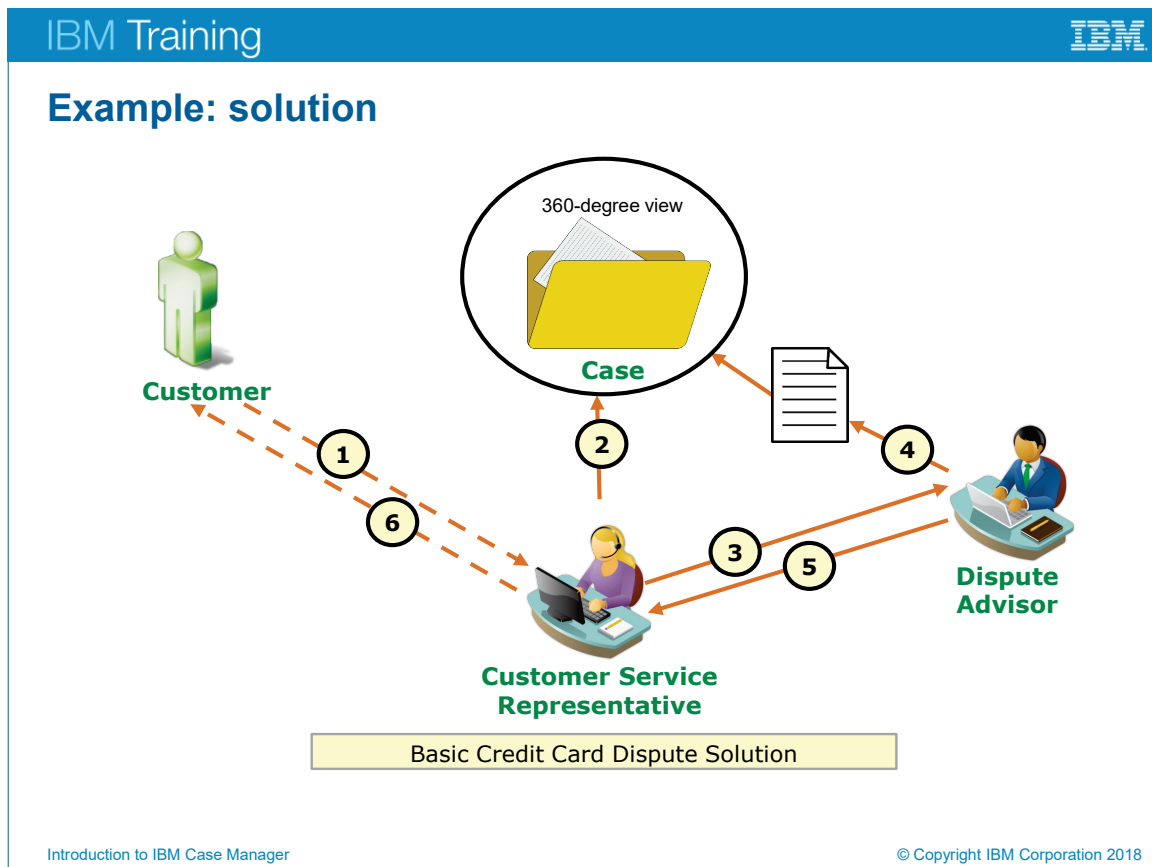 IBM Training
IBM
Example: solution
360-degree view
Case
Customer
1
2
4
6
3
5
Dispute
Advisor
Customer Service
Representative
Basic Credit Card Dispute Solution
Introduction to IBM Case Manager
© Copyright IBM Corporation 2018